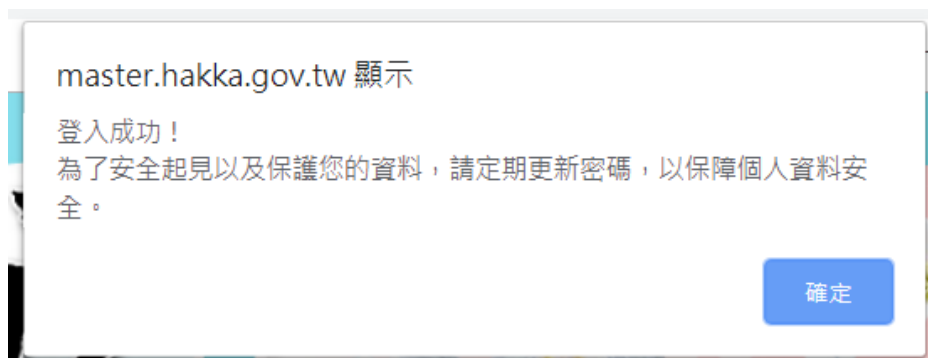 master.hakka.gov.tw 顯示
登入成功！
為了安全起見以及保護您的資料，請定期更新密碼，以保障個人資料安
全。
確定